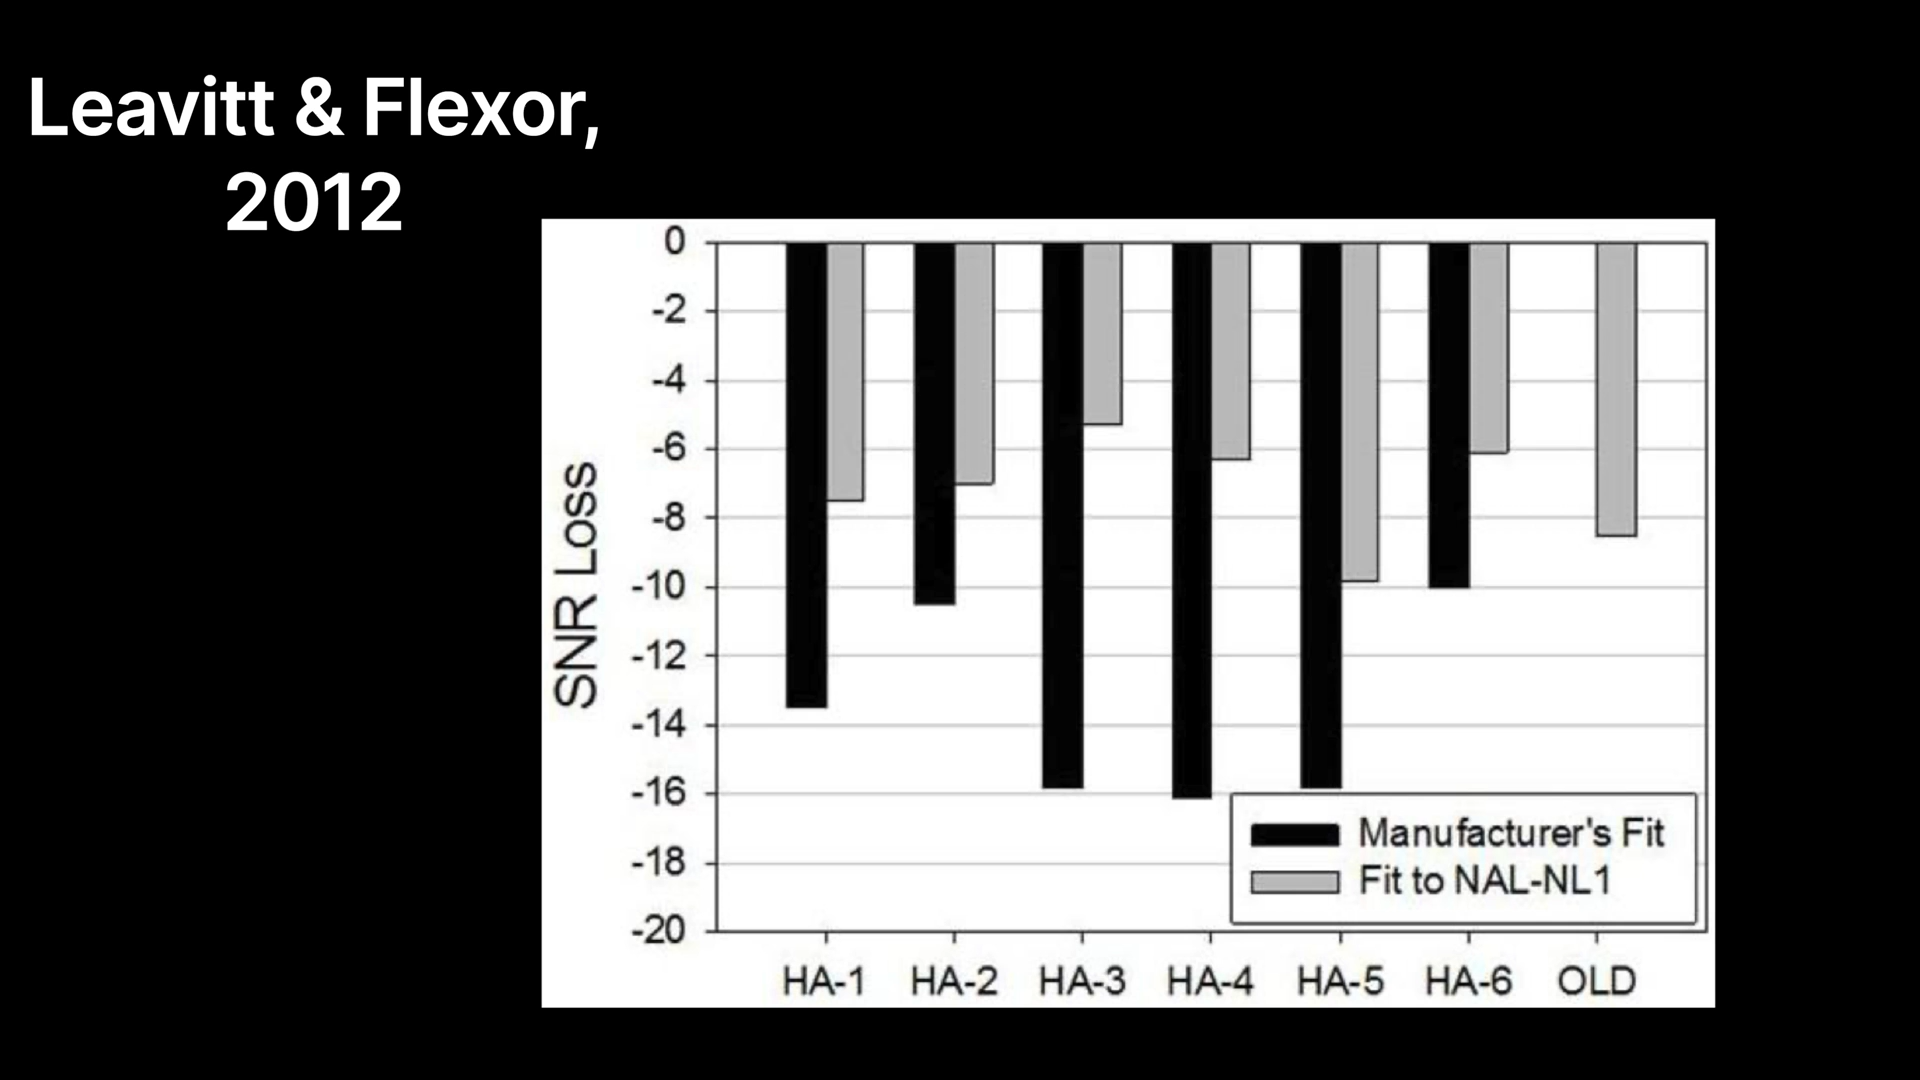 Leavitt & Flexor,
2012
0
-2
-4
-6
-8
-10
-12
-14
-16
-18
-20
SNR Loss
Manufacturer's Fit
Fit to NAL-NL1
HA-1 HA-2 HA-3 HA-4 HA-5 HA-6 OLD